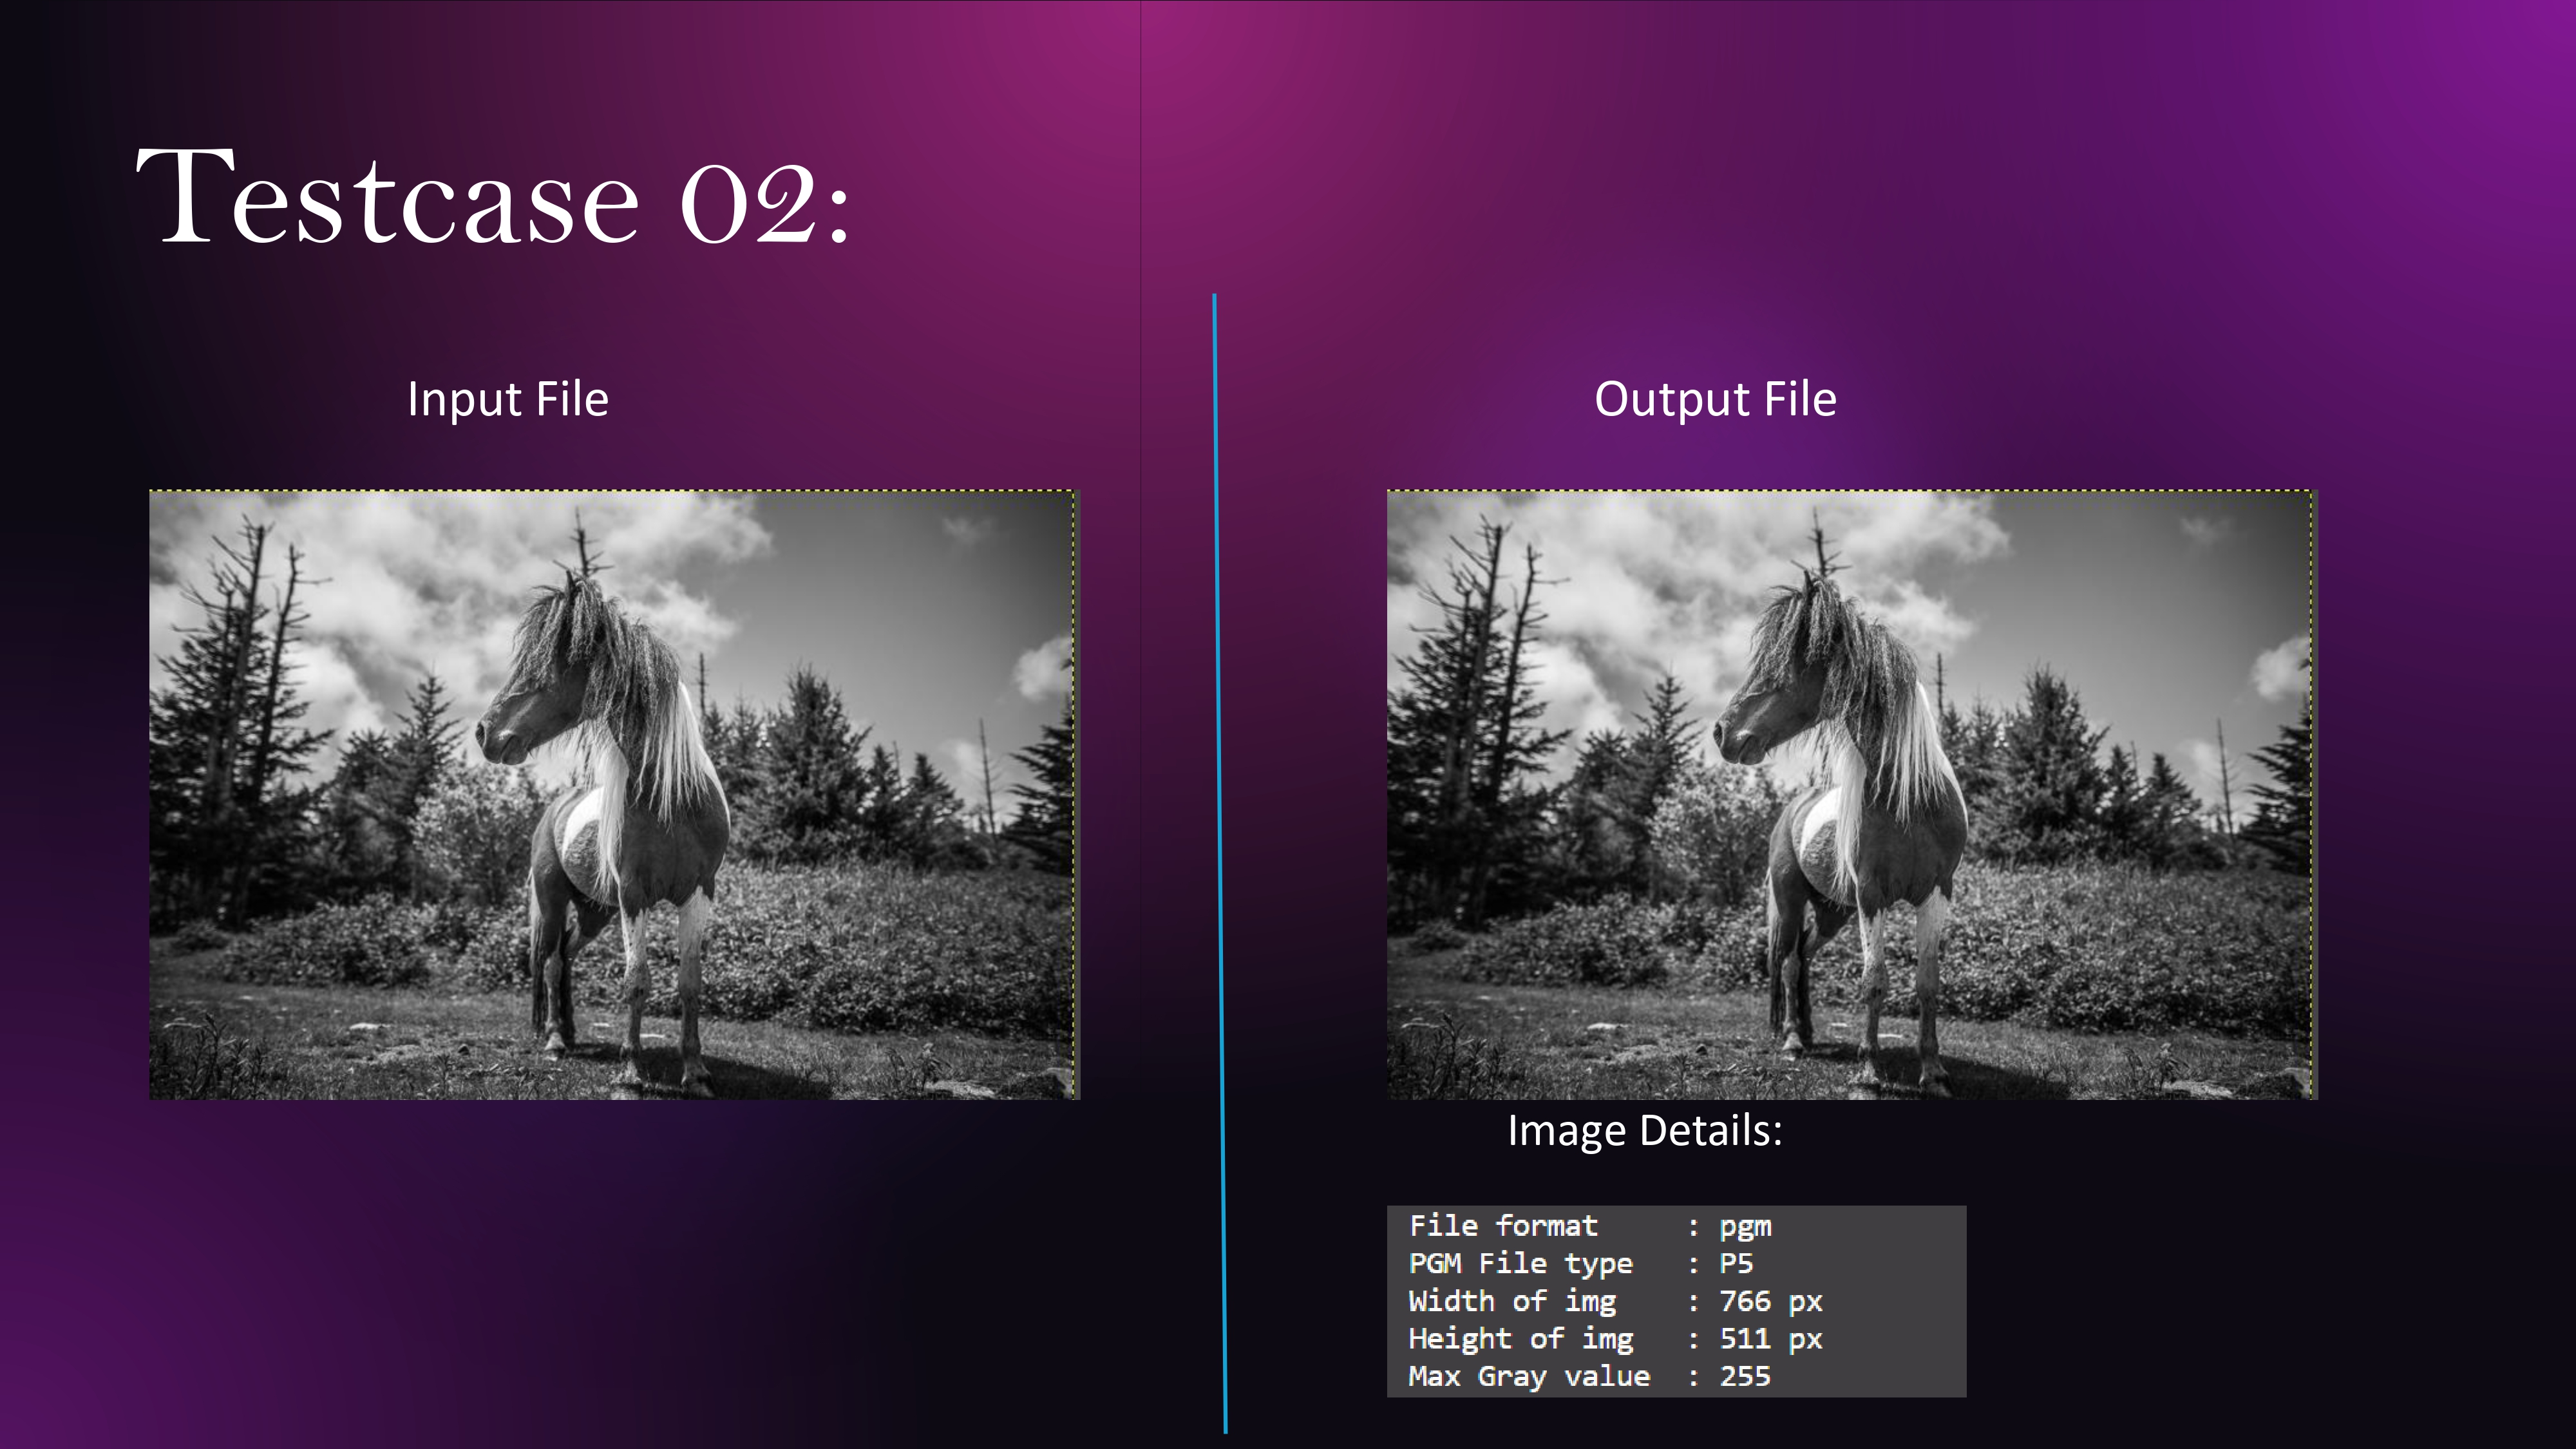 Testcase 02:
Input File
Output File
Image Details:
File format : pgm
PGM File type : P5
Width of img : 766 px
Height of img : 511 px
Max Gray value : 255